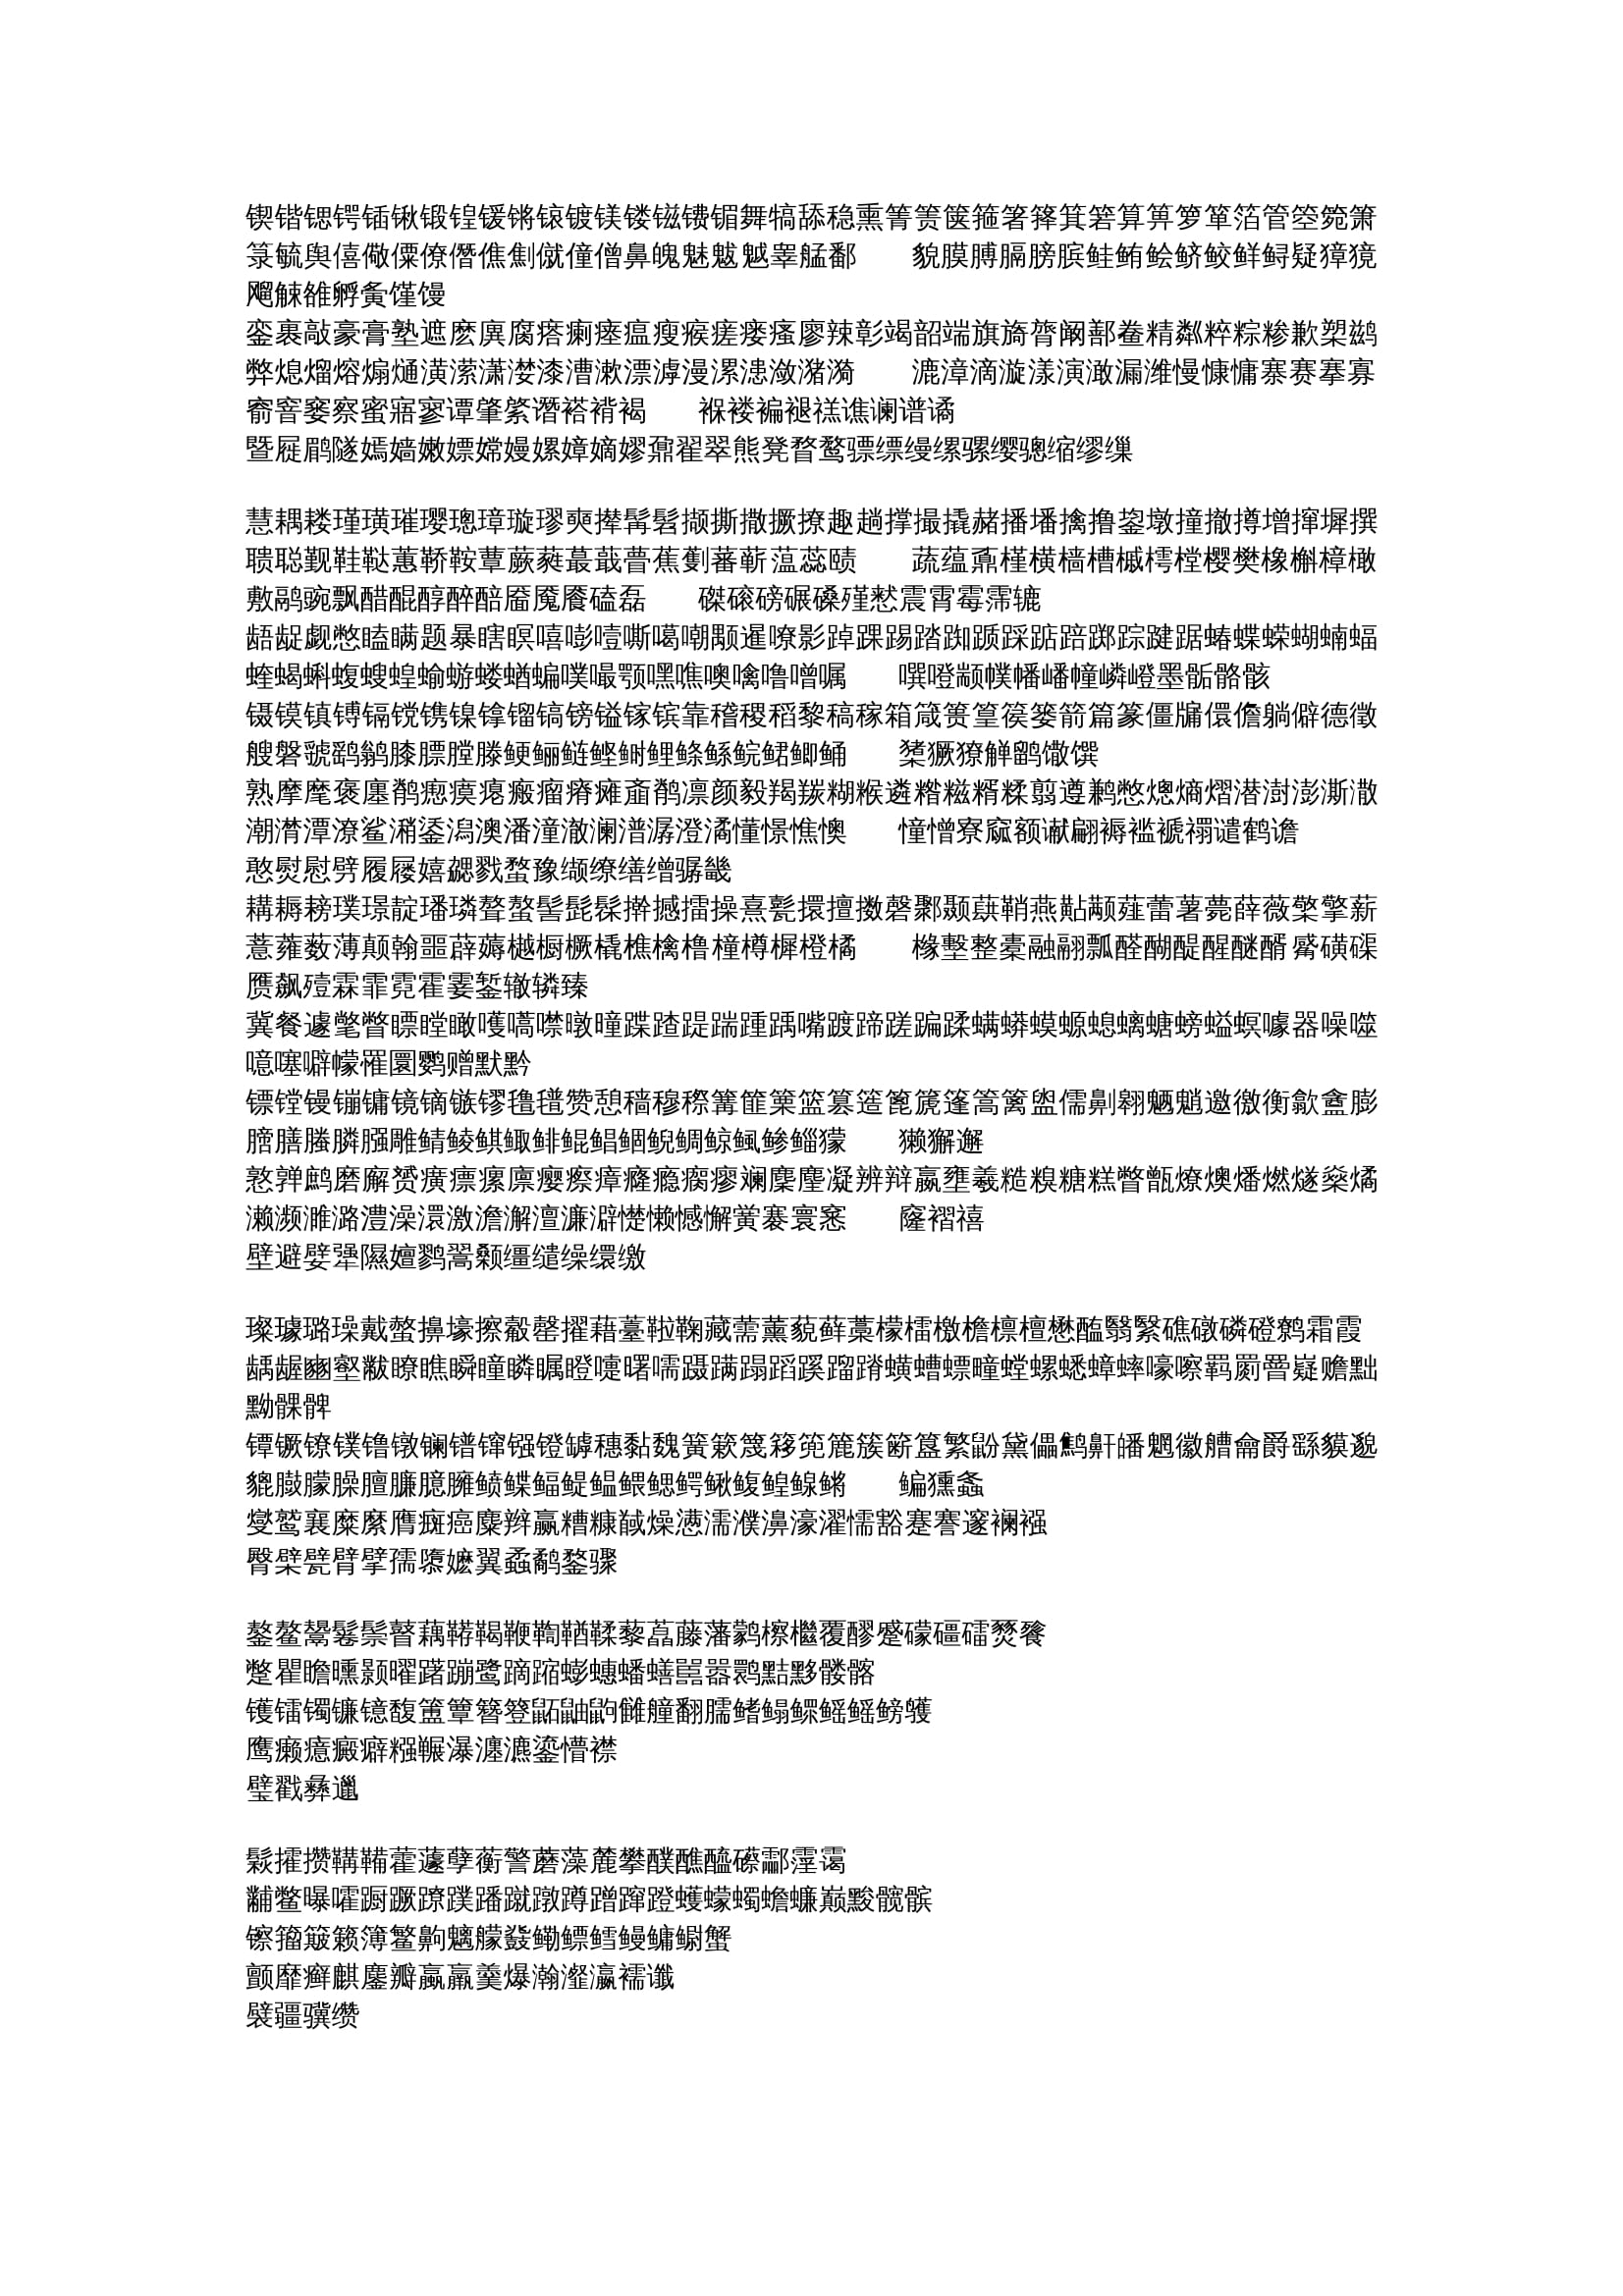 锲锴锶锷锸锹锻锽锾锵锿镀镁镂镃镄镅舞犒舔稳熏箐箦箧箍箸箨箕箬算箅箩箪箔管箜箢箫
箓毓舆僖儆僳僚僭僬劁僦僮僧鼻魄魅魃魆睾艋鄱　貌膜膊膈膀膑鲑鲔鲙鲚鲛鲜鲟疑獐獍
飔觫雒孵夤馑馒
銮裹敲豪膏塾遮麽廙腐瘩瘌瘗瘟瘦瘊瘥瘘瘙廖辣彰竭韶端旗旖膂阚鄯鲞精粼粹粽糁歉槊鹚
弊熄熘熔煽熥潢潆潇漤漆漕漱漂滹漫漯漶潋潴漪　漉漳滴漩漾演澉漏潍慢慷慵寨赛搴寡
窬窨窭察蜜寤寥谭肇綮谮褡褙褐　褓褛褊褪禚谯谰谱谲
暨屣鹛隧嫣嫱嫩嫖嫦嫚嫘嫜嫡嫪鼐翟翠熊凳瞀鹜骠缥缦缧骡缨骢缩缪缫

慧耦耧瑾璜璀璎璁璋璇璆奭撵髯髫撷撕撒撅撩趣趟撑撮撬赭播墦擒撸鋆墩撞撤撙增撺墀撰
聩聪觐鞋鞑蕙鞒鞍蕈蕨蕤蕞蕺瞢蕉劐蕃蕲蕰蕊赜　蔬蕴鼒槿横樯槽槭樗樘樱樊橡槲樟橄
敷鹝豌飘醋醌醇醉醅靥魇餍磕磊　磔磙磅碾磉殣慭震霄霉霈辘
龉龊觑憋瞌瞒题暴瞎瞑嘻嘭噎嘶噶嘲颙暹嘹影踔踝踢踏踟踬踩踮踣踯踪踺踞蝽蝶蝾蝴蝻蝠
蝰蝎蝌蝮螋蝗蝓蝣蝼蝤蝙噗嘬颚嘿噍噢噙噜噌嘱　噀噔颛幞幡嶓幢嶙嶝墨骺骼骸
镊镆镇镈镉镋镌镍镎镏镐镑镒镓镔靠稽稷稻黎稿稼箱箴篑篁篌篓箭篇篆僵牖儇儋躺僻德徵
艘磐虢鹞鹟膝膘膛滕鲠鲡鲢鲣鲥鲤鲦鲧鲩鲪鲫鲬　橥獗獠觯鹠馓馔
熟摩麾褒廛鹡瘛瘼瘪瘢瘤瘠瘫齑鹡凛颜毅羯羰糊糇遴糌糍糈糅翦遵鹣憋熜熵熠潜澍澎澌潵
潮潸潭潦鲨潲鋈潟澳潘潼澈澜潽潺澄潏懂憬憔懊　憧憎寮窳额谳翩褥褴褫禤谴鹤谵
憨熨慰劈履屦嬉勰戮蝥豫缬缭缮缯骣畿
耩耨耪璞璟靛璠璘聱螯髻髭髹擀撼擂操熹甏擐擅擞磬鄹颞蕻鞘燕黇颟薤蕾薯薨薛薇檠擎薪
薏薙薮薄颠翰噩薜薅樾橱橛橇樵檎橹橦樽樨橙橘　橼墼整橐融翮瓢醛醐醍醒醚醑觱磺磲
赝飙殪霖霏霓霍霎錾辙辚臻
冀餐遽氅瞥瞟瞠瞰嚄嚆噤暾曈蹀踳踶踹踵踽嘴踱蹄蹉蹁蹂螨蟒蟆螈螅螭螗螃螠螟噱器噪噬
噫噻噼幪罹圜鹦赠默黔
镖镗镘镚镛镜镝镞镠氇氆赞憩穑穆穄篝篚篥篮篡簉篦篪篷篙篱盥儒劓翱魉魈邀徼衡歙盦膨
膪膳螣膦膙雕鲭鲮鲯鲰鲱鲲鲳鲴鲵鲷鲸鲺鲹鲻獴　獭獬邂
憝亸鹧磨廨赟癀瘭瘰廪瘿瘵瘴癃瘾瘸瘳斓麇麈凝辨辩嬴壅羲糙糗糖糕瞥甑燎燠燔燃燧燊燏
濑濒濉潞澧澡澴激澹澥澶濂澼憷懒憾懈黉褰寰窸　窿褶禧
壁避嬖犟隰嬗鹨翯颡缰缱缲缳缴

璨璩璐璪戴螫擤壕擦觳罄擢藉薹鞡鞠藏薷薰藐藓藁檬檑檄檐檩檀懋醢翳繄礁礅磷磴鹩霜霞
龋龌豳壑黻瞭瞧瞬瞳瞵瞩瞪嚏曙嚅蹑蹒蹋蹈蹊蹓蹐蟥螬螵疃螳螺蟋蟑蟀嚎嚓羁罽罾嶷赡黜
黝髁髀
镡镢镣镤镥镦镧镨镩镪镫罅穗黏魏簧簌篾簃篼簏簇簖簋繁鼢黛儡鹪鼾皤魍徽艚龠爵繇貘邈
貔臌朦臊膻臁臆臃鲼鲽鲾鳀鳁鳂鳃鳄鳅鳆鳇鳈鳉　鳊獯螽
燮鹫襄糜縻膺癍癌麋辫赢糟糠馘燥懑濡濮濞濠濯懦豁蹇謇邃襕襁
臀檗甓臂擘孺隳嬷翼蟊鹬鍪骤

鏊鳌鬹鬈鬃瞽藕鞯鞨鞭鞫鞧鞣藜藠藤藩鹲檫檵覆醪蹙礞礓礌燹餮
蹩瞿瞻曛颢曜躇蹦鹭蹢蹜蟛蟪蟠蟮嚚嚣鹮黠黟髅髂
镬镭镯镰镱馥簠簟簪簦鼫鼬鼩雠艟翻臑鳍鳎鳏鳐鳑鳠
鹰癞癔癜癖糨冁瀑瀍瀌鎏懵襟
璧戳彝邋

鬏攉攒鞲鞴藿蘧孽蘅警蘑藻麓攀醭醮醯礤酃霪霭
黼鳖曝嚯蹰蹶蹽蹼蹯蹴蹾蹲蹭蹿蹬蠖蠓蠋蟾蠊巅黢髋髌
镲籀簸籁簿鳘齁魑艨鼗鳓鳔鳕鳗鳙鳚蟹
颤靡癣麒鏖瓣蠃羸羹爆瀚瀣瀛襦谶
襞疆骥缵